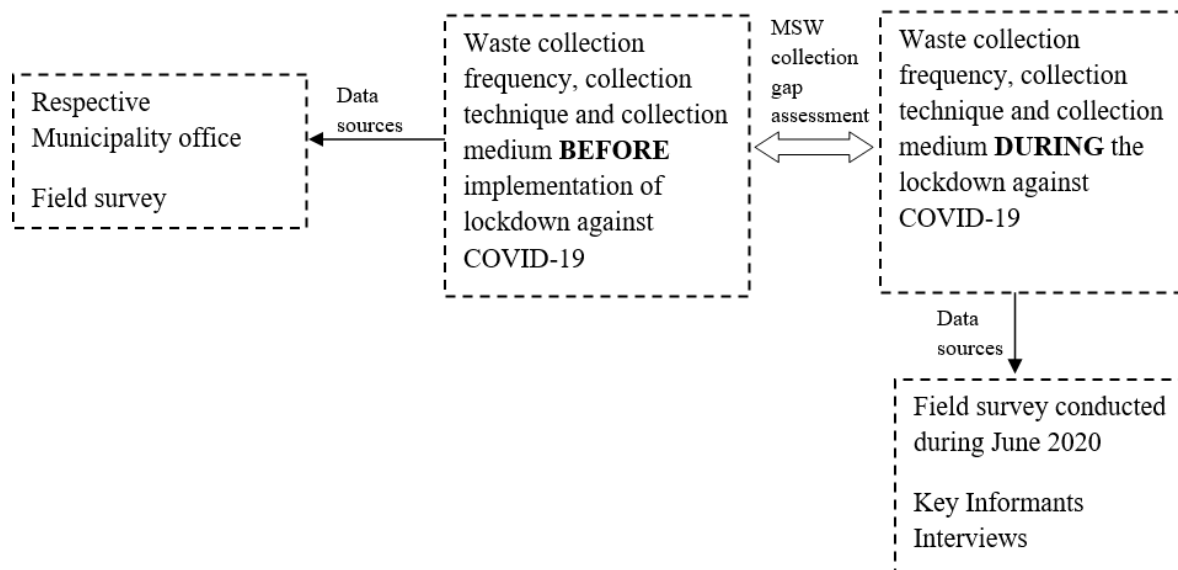 Respective
Municipality office
Field survey
Data
sources
Waste collection
frequency, collection
technique and collection
medium BEFORE
implementation of
lockdown against
COVID-19
MSW
collection
gap
assessment
Waste collection
frequency, collection
technique and collection
medium DURING the
lockdown against
COVID-19
Data
sources
Field survey conducted
during June 2020
Key Informants
Interviews